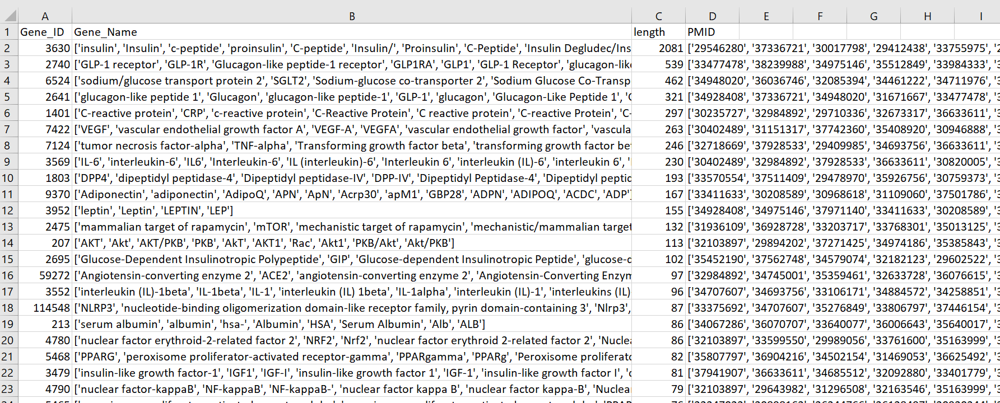 A B C D E F G H I
1 Gene_ID Gene_Name length PMID
2 3630 ['insulin', 'Insulin', 'c-peptide', 'proinsulin', 'C-peptide', 'Insulin/', 'Proinsulin', 'C-Peptide', 'Insulin Degludec/Ins 2081 ['29546280', '37336721', '30017798', '29412438', '33755975', '2
3 2740 ['GLP-1 receptor', 'GLP-1R', 'Glucagon-like peptide-1 receptor', 'GLP1RA', 'GLP1', 'GLP-1 Receptor', 'glucagon-like 539 ['33477478', '38239988', '34975146', '35512849', '33984333', '3
4 6524 ['sodium/glucose transport protein 2', 'SGLT2', 'Sodium-glucose co-transporter 2', 'Sodium Glucose Co-Transp 462 ['34948020', '36036746', '32085394', '34461222', '34711976', '3
5 2641 ['glucagon-like peptide 1', 'Glucagon', 'glucagon-like peptide-1', 'GLP-1', 'glucagon', 'Glucagon-Like Peptide 1', 321 ['34928408', '37336721', '34948020', '31671667', '33477478', '3
6 1401 ['C-reactive protein', 'CRP', 'c-reactive protein', 'C-Reactive Protein', 'C reactive protein', 'C-reactive Protein', 'C- 297 ['30235727', '32984892', '29710336', '32673317', '36633611', '3
7 7422 ['VEGF', 'vascular endothelial growth factor A', 'VEGF-A', 'VEGFA', 'vascular endothelial growth factor', 'vascula 263 ['30402489', '31151317', '37742360', '35408920', '30946888', '3
8 7124 ['tumor necrosis factor-alpha', 'TNF-alpha', 'Transforming growth factor beta', 'transforming growth factor be 246 ['32718669', '37928533', '29409985', '34693756', '36633611', '3
9 3569 ['IL-6', 'interleukin-6', 'IL6', 'Interleukin-6', 'IL (interleukin)-6', 'Interleukin 6', 'interleukin (IL)-6', 'interleukin 6', 230 ['30402489', '32984892', '37928533', '36633611', '30820005', '3
10 1803 ['DPP4', 'dipeptidyl peptidase-4', 'Dipeptidyl peptidase-IV', 'DPP-IV', 'Dipeptidyl Peptidase-4', 'Dipeptidyl peptid 193 ['33570554', '37511409', '29478970', '35926756', '30759373', '3
11 9370 ['Adiponectin', 'adiponectin', 'AdipoQ', 'APN', 'ApN', 'Acrp30', 'apM1', 'GBP28', 'ADPN', 'ADIPOQ', 'ACDC', 'ADP'] 167 ['33411633', '30208589', '30968618', '31109060', '37501786', '3
12 3952 ['leptin', 'Leptin', 'LEPTIN', 'LEP'] 155 ['34928408', '34975146', '37971140', '33411633', '30208589', '3
13 2475 ['mammalian target of rapamycin', 'mTOR', 'mechanistic target of rapamycin', 'mechanistic/mammalian target 132 ['31936109', '36928728', '33203717', '33768301', '35013125', '3
14 207 ['AKT', 'Akt', 'AKT/PKB', 'PKB', 'AkT', 'AKT1', 'Rac', 'Akt1', 'PKB/Akt', 'Akt/PKB'] 113 ['32103897', '29894202', '37271425', '34974186', '35385843', '3
15 2695 ['Glucose-Dependent Insulinotropic Polypeptide', 'GIP', 'Glucose-dependent Insulinotropic Peptide', 'glucose-d 102 ['35452190', '37562748', '34579074', '32182123', '29602522', '3
16 59272 ['Angiotensin-converting enzyme 2', 'ACE2', 'angiotensin-converting enzyme 2', 'Angiotensin-Converting Enzym 97 ['32984892', '34745001', '35359461', '32633728', '36076615', '3
17 3552 ['interleukin (IL)-1beta', 'IL-1beta', 'IL-1', 'interleukin (IL) 1beta', 'IL-1alpha', 'interleukin (IL)-1', 'interleukins (IL) 96 ['34707607', '34693756', '33106171', '34884572', '34258851', '3
18 114548 ['NLRP3', 'nucleotide-binding oligomerization domain-like receptor family, pyrin domain-containing 3', 'Nlrp3', 87 ['33375692', '34707607', '35276849', '33806797', '37446154', '3
19 213 ['serum albumin', 'albumin', 'hsa-', 'Albumin', 'HSA', 'Serum Albumin', 'Alb', 'ALB'] 86 ['34067286', '36070707', '33640077', '36006643', '35640017', '3
20 4780 ['nuclear factor erythroid-2-related factor 2', 'NRF2', 'Nrf2', 'nuclear factor erythroid 2-related factor 2', 'Nuclea 86 ['32103897', '33599550', '29989056', '33761600', '35163999', '3
21 5468 ['PPARG', 'peroxisome proliferator-activated receptor-gamma', 'PPARgamma', 'PPARg', 'Peroxisome proliferato 82 ['35807797', '36904216', '34502154', '31469053', '36625492', '3
22 3479 ['insulin-like growth factor-1', 'IGF1', 'IGF-I', 'insulin-like growth factor 1', 'IGF-1', 'insulin-like growth factor I', 81 ['37941907', '36633611', '34685512', '32092880', '33401779', '3
23 4790 ['nuclear factor-kappaB', 'NF-kappaB', 'NF-kappaB-', 'nuclear factor kappa B', 'nuclear factor kappa-B', 'Nuclea 79 ['32103897', '29643982', '31296508', '32163546', '35163999', '3